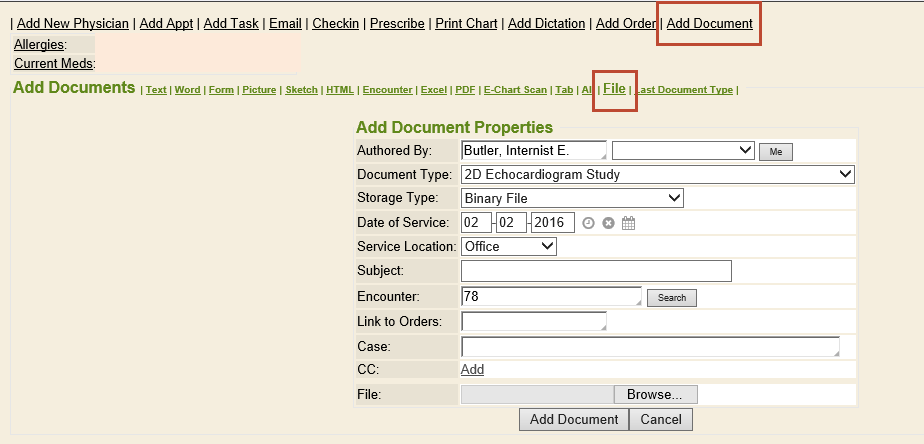 | Add New Physician | Add Appt | Add Task | Email | Checkin | Prescribe | Print Chart | Add Dictation | Add Order | Add Document
Allergies:
Current Meds:
Add Documents | Text | Word | Form | Picture | Sketch | HTML | Encounter | Excel | PDF | E-Chart Scan | Tab | All | File | Last Document Type |
Add Document Properties
Authored By: Butler, Internist E. Me
Document Type: 2D Echocardiogram Study
Storage Type: Binary File
Date of Service: 02 - 02 - 2016
Service Location: Office
Subject:
Encounter: 78 Search
Link to Orders:
Case:
CC: Add
File: Browse...
Add Document Cancel